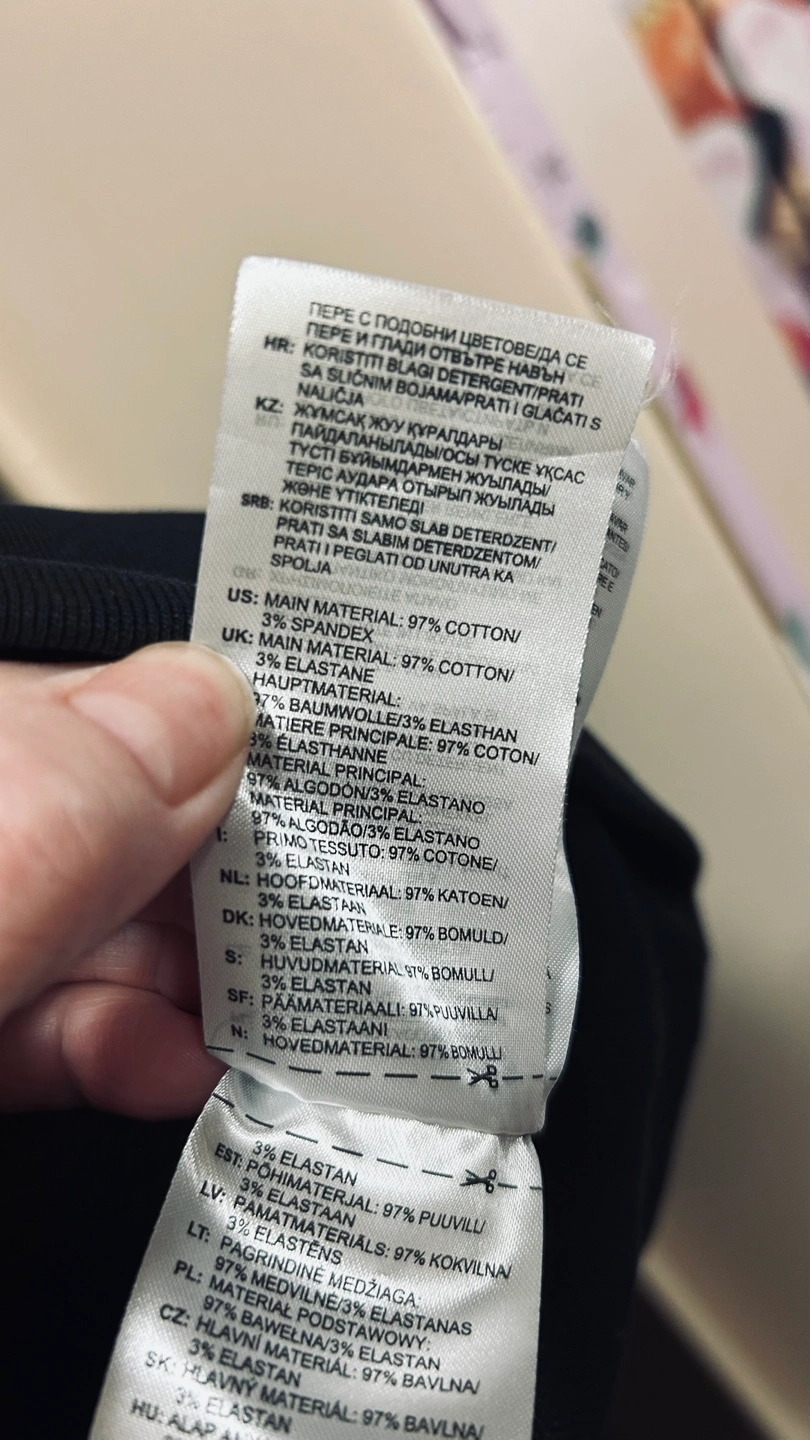 ПЕРЕ С ПОДОБНИ ЦВЕТОВЕ/ДА СЕ
ПЕРЕ И ГЛАДИ ОТВЪТРЕ НАВЪН
HR: KORISTITI BLAGI DETERGENT/PRATI
SA SLIČNIM BOJAMA/PRATI I GLAČATI S
NALIČJA
KZ: ЖҰМСАҚ ЖУУ ҚҰРАЛДАРЫ
ПАЙДАЛАНЫЛАДЫ/ОСЫ ТҮСКЕ ҰҚСАС
ТҮСТІ БҰЙЫМДАРМЕН ЖУЫЛАДЫ/
ТЕРІС АУДАРА ОТЫРЫП ЖУЫЛАДЫ
ЖӘНЕ ҮТІКТЕЛЕДІ
SRB: KORISTITI SAMO SLAB DETERDZENT/
PRATI SA SLABIM DETERDZENTOM/
PRATI I PEGLATI OD UNUTRA KA
SPOLJA
US: MAIN MATERIAL: 97% COTTON/
3% SPANDEX
UK: MAIN MATERIAL: 97% COTTON/
3% ELASTANE
HAUPTMATERIAL:
97% BAUMWOLLE/3% ELASTHAN
MATIERE PRINCIPALE: 97% COTON/
3% ÉLASTHANNE
MATERIAL PRINCIPAL:
97% ALGODÓN/3% ELASTANO
MATERIAL PRINCIPAL:
97% ALGODÃO/3% ELASTANO
I: PRIMO TESSUTO: 97% COTONE/
3% ELASTAN
NL: HOOFDMATERIAAL: 97% KATOEN/
3% ELASTAAN
DK: HOVEDMATERIALE: 97% BOMULD/
3% ELASTAN
S: HUVUDMATERIAL 97% BOMULL/
3% ELASTAN
SF: PÄÄMATERIAALI: 97% PUUVILLA/
3% ELASTAANI
N: HOVEDMATERIAL: 97% BOMULL/
3% ELASTAN
EST: PÕHIMATERJAL: 97% PUUVILL/
3% ELASTAAN
LV: PAMATMATERIĀLS: 97% KOKVILNA/
3% ELASTĒNS
LT: PAGRINDINĖ MEDŽIAGA:
97% MEDVILNĖ/3% ELASTANAS
PL: MATERIAŁ PODSTAWOWY:
97% BAWEŁNA/3% ELASTAN
CZ: HLAVNÍ MATERIÁL: 97% BAVLNA/
3% ELASTAN
SK: HLAVNÝ MATERIÁL: 97% BAVLNA/
3% ELASTAN
HU: ALAP